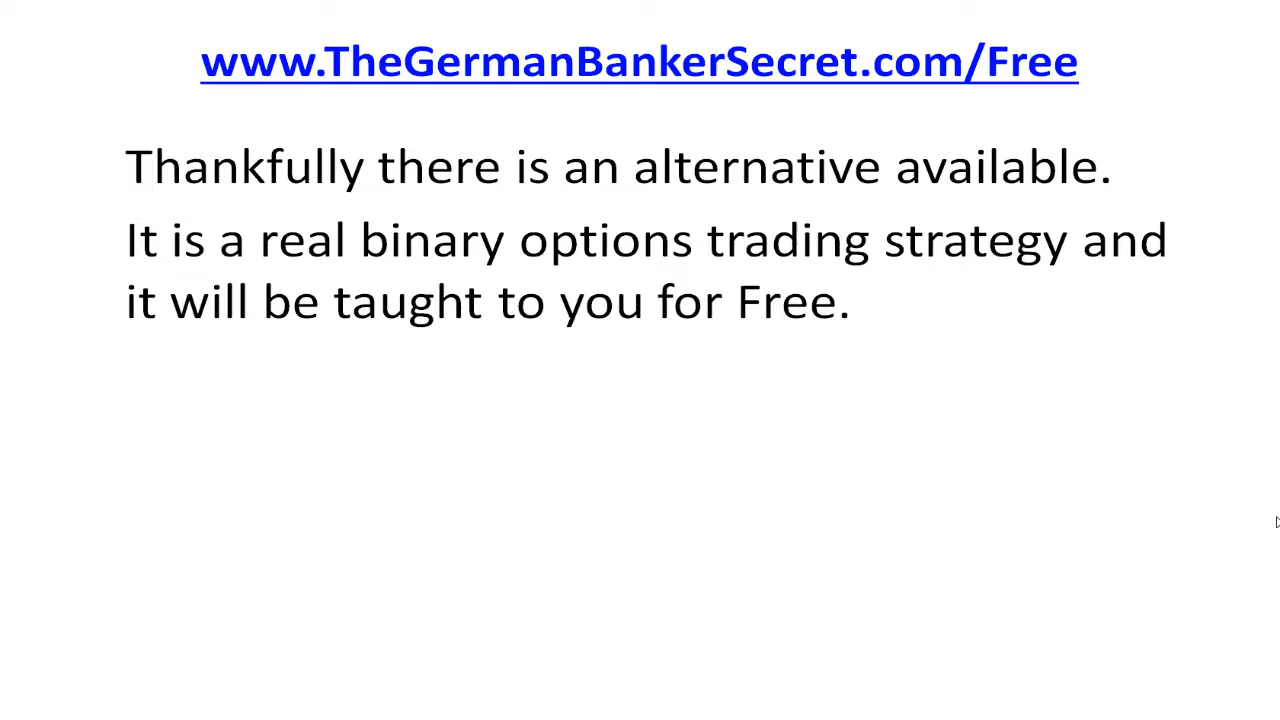 www.TheGermanBankerSecret.com/Free
Thankfully there is an alternative available.
It is a real binary options trading strategy and
it will be taught to you for Free.